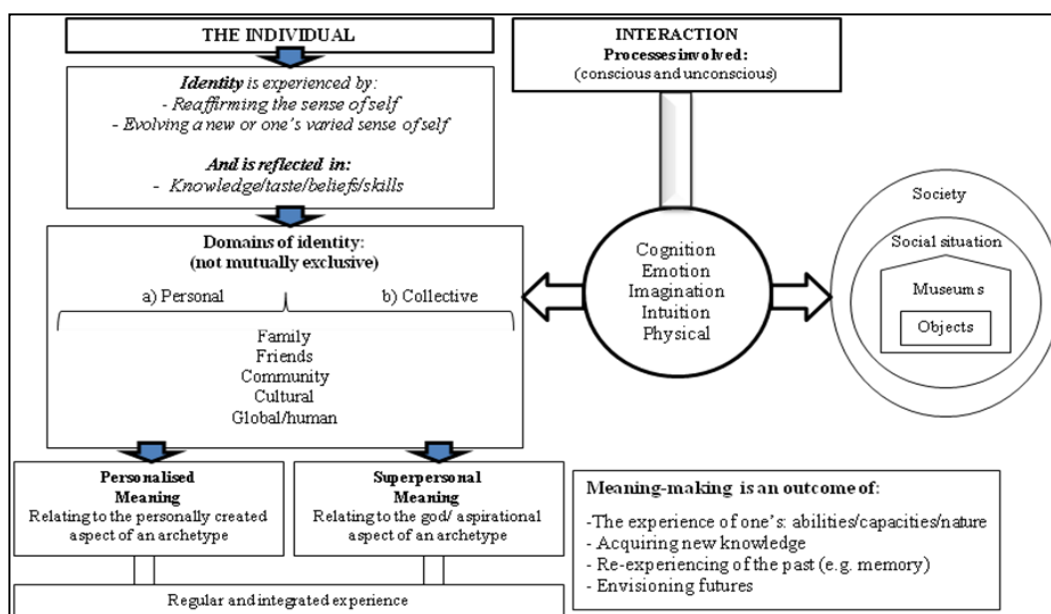 THE INDIVIDUAL
Identity is experienced by:
- Reaffirming the sense of self
- Evolving a new or one's varied sense of self
And is reflected in:
- Knowledge/taste/beliefs/skills
Domains of identity:
(not mutually exclusive)
a) Personal
b) Collective
Family
Friends
Community
Cultural
Global/human
Personalised
Meaning
Relating to the personally created
aspect of an archetype
Superpersonal
Meaning
Relating to the god/ aspirational
aspect of an archetype
Regular and integrated experience
INTERACTION
Processes involved:
(conscious and unconscious)
Cognition
Emotion
Imagination
Intuition
Physical
Society
Social situation
Museums
Objects
Meaning-making is an outcome of:
-The experience of one's: abilities/capacities/nature
- Acquiring new knowledge
- Re-experiencing of the past (e.g. memory)
- Envisioning futures